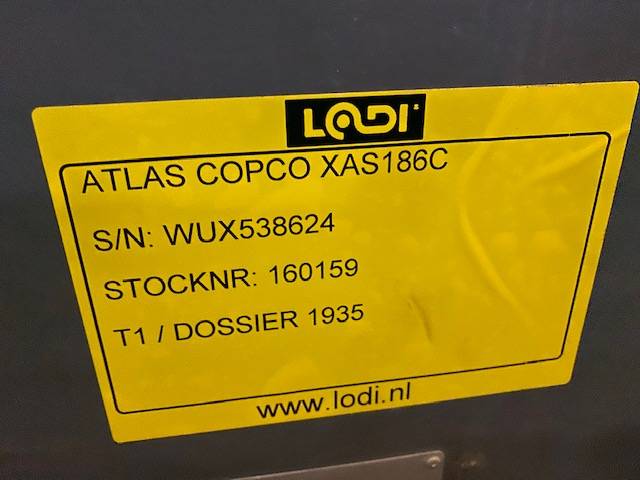 LODI
ATLAS COPCO XAS186C
S/N: WUX538624
STOCKNR: 160159
T1 / DOSSIER 1935
www.lodi.nl